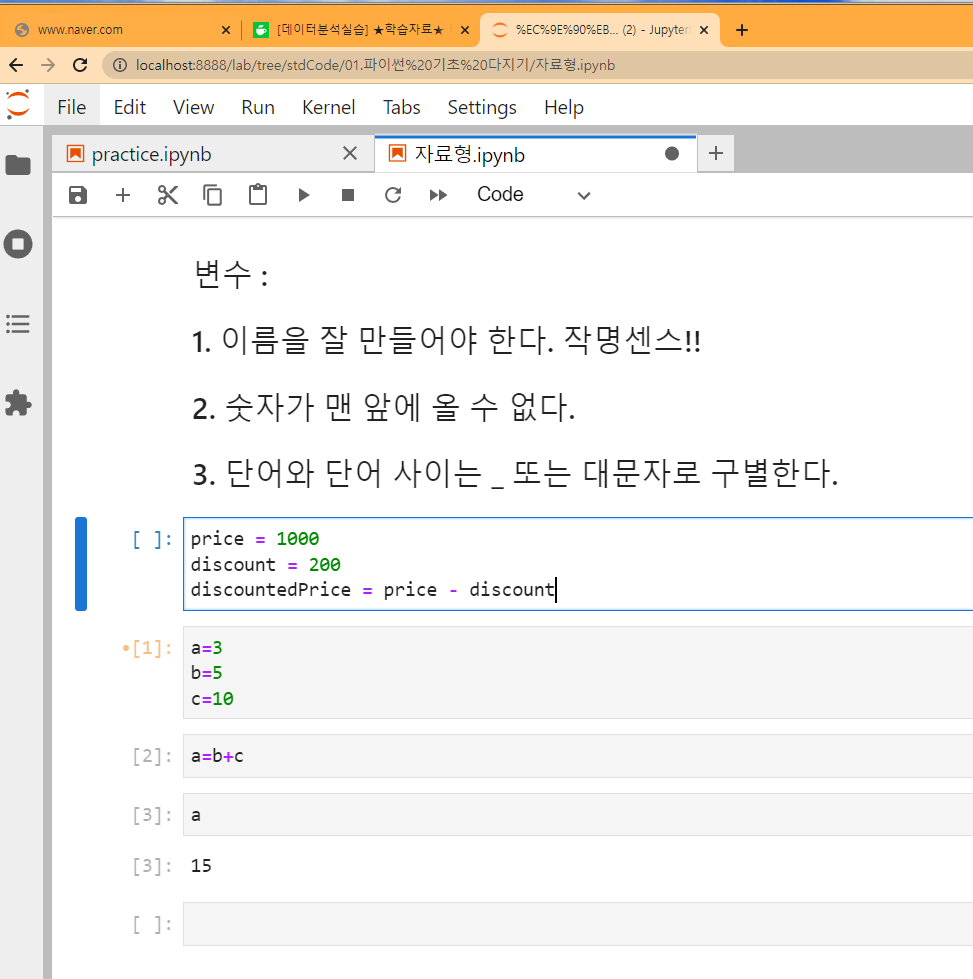 www.naver.com
[데이터분석실습] ★학습자료★
%EC%9E%90%EB... (2) - Jupyter
localhost:8888/lab/tree/stdCode/01.파이썬%20기초%20다지기/자료형.ipynb
File Edit View Run Kernel Tabs Settings Help
practice.ipynb
자료형.ipynb
Code
변수 :
1. 이름을 잘 만들어야 한다. 작명센스!!
2. 숫자가 맨 앞에 올 수 없다.
3. 단어와 단어 사이는 _ 또는 대문자로 구별한다.
[ ]: price = 1000
discount = 200
discountedPrice = price - discount
•[1]: a=3
b=5
c=10
[2]: a=b+c
[3]: a
[3]: 15
[ ]: